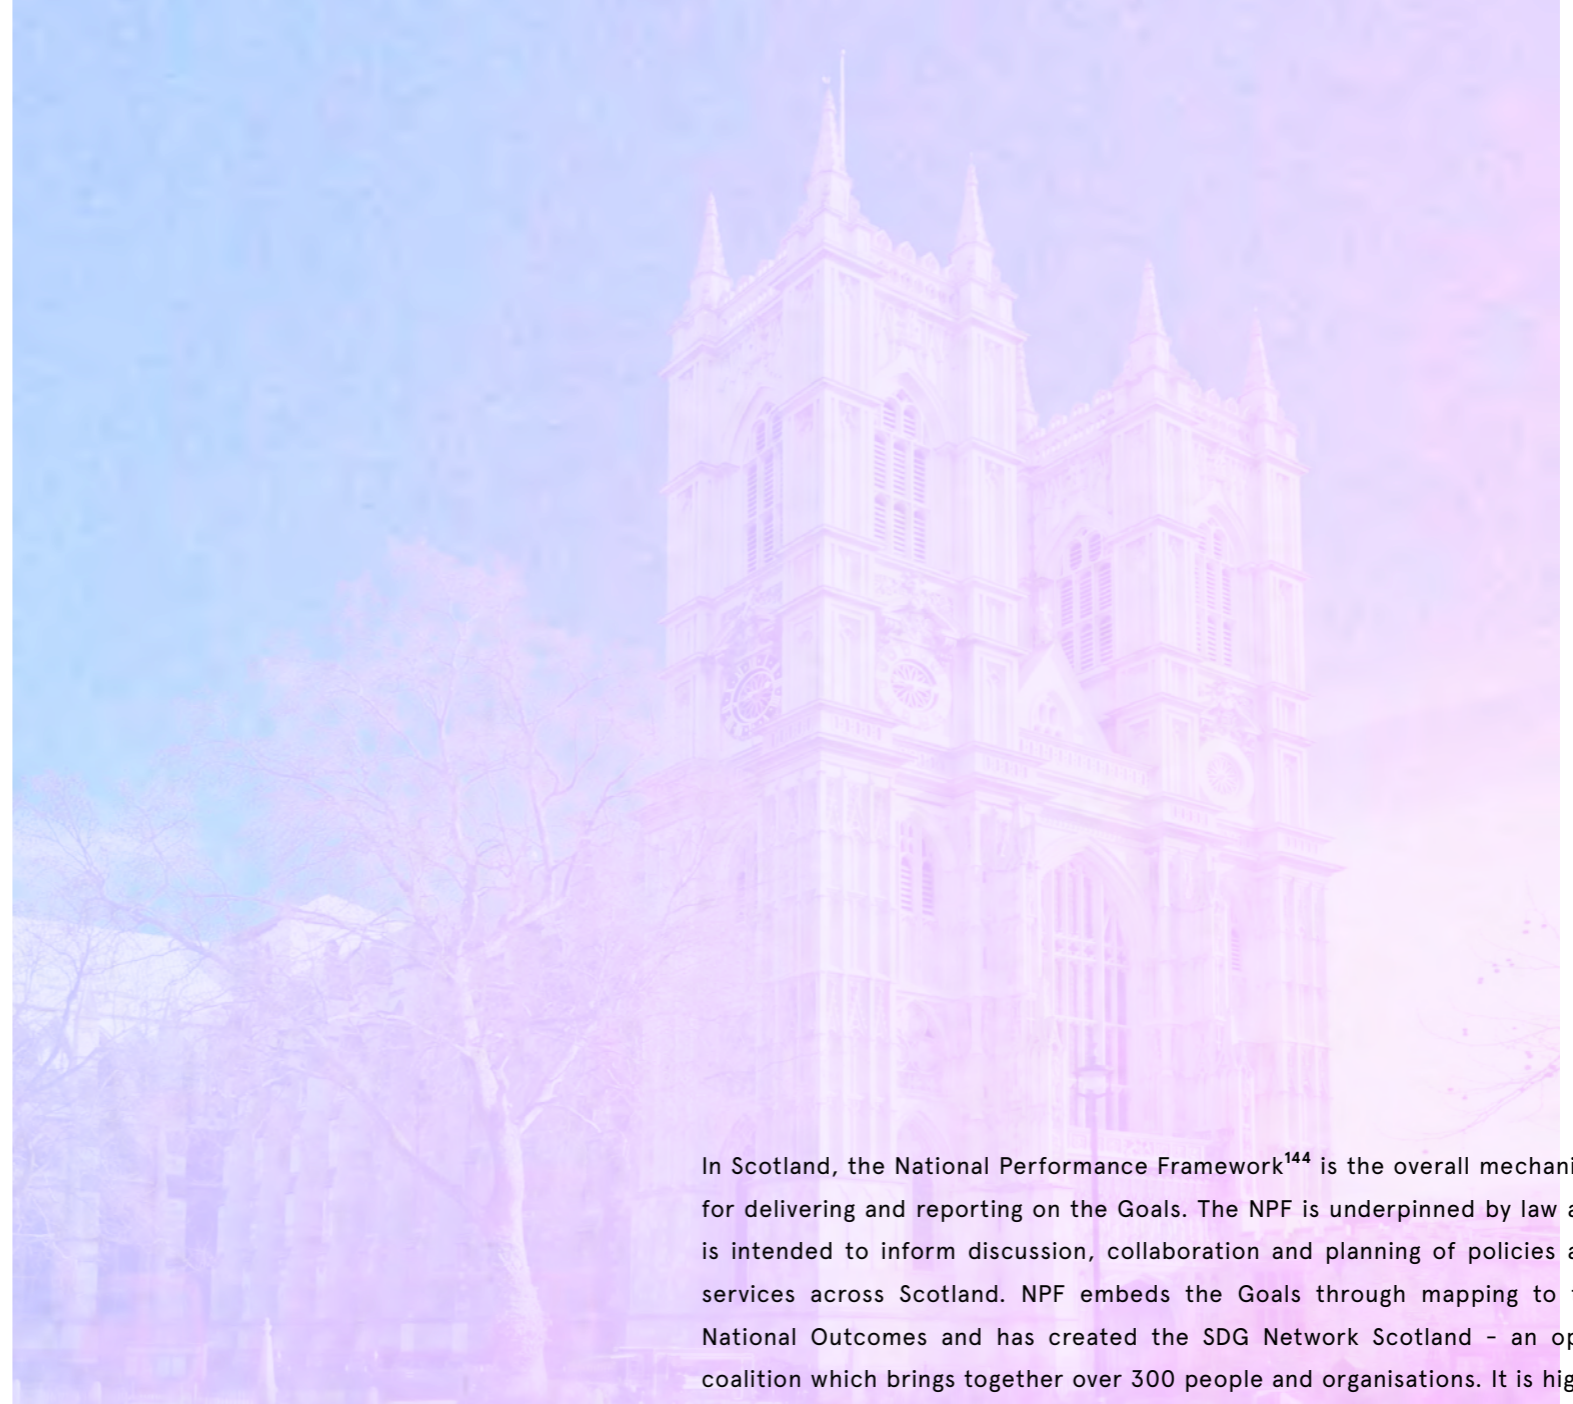 In Scotland, the National Performance Framework¹⁴⁴ is the overall
for delivering and reporting on the Goals. The NPF is underpinned by law
is intended to inform discussion, collaboration and planning of policies
services across Scotland. NPF embeds the Goals through mapping to
National Outcomes and has created the SDG Network Scotland - an
coalition which brings together over 300 people and organisations. It is